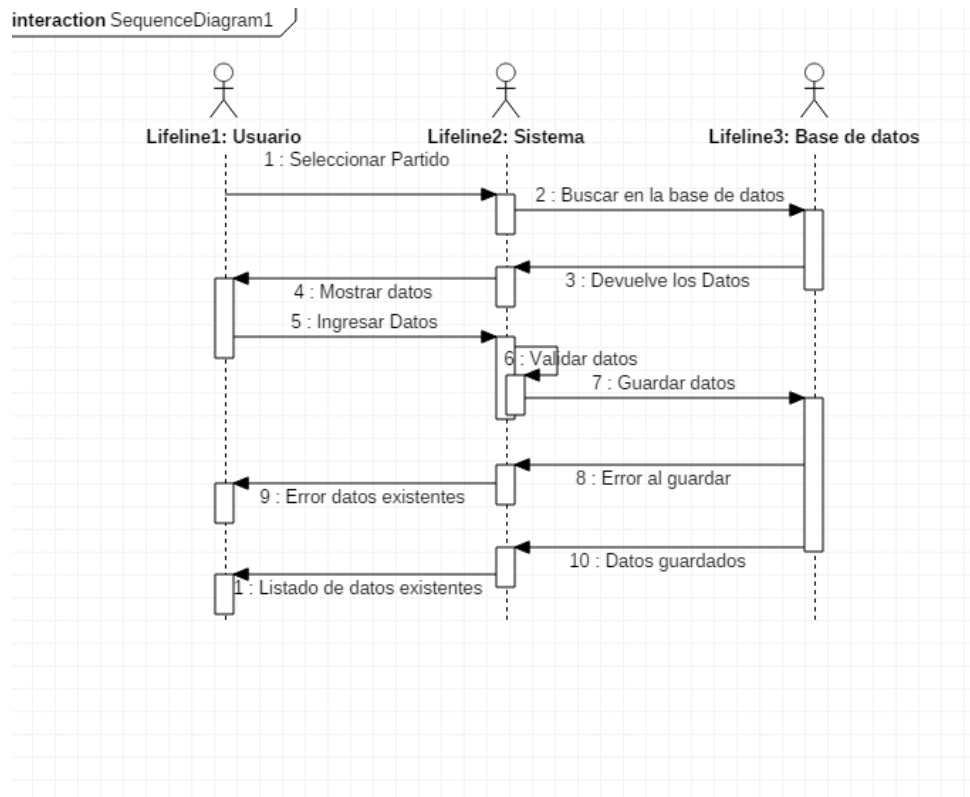 interaction SequenceDiagram1
Lifeline1: Usuario
Lifeline2: Sistema
Lifeline3: Base de datos
1 : Seleccionar Partido
2 : Buscar en la base de datos
3 : Devuelve los Datos
4 : Mostrar datos
5 : Ingresar Datos
6 : Validar datos
7 : Guardar datos
8 : Error al guardar
9 : Error datos existentes
10 : Datos guardados
1 : Listado de datos existentes